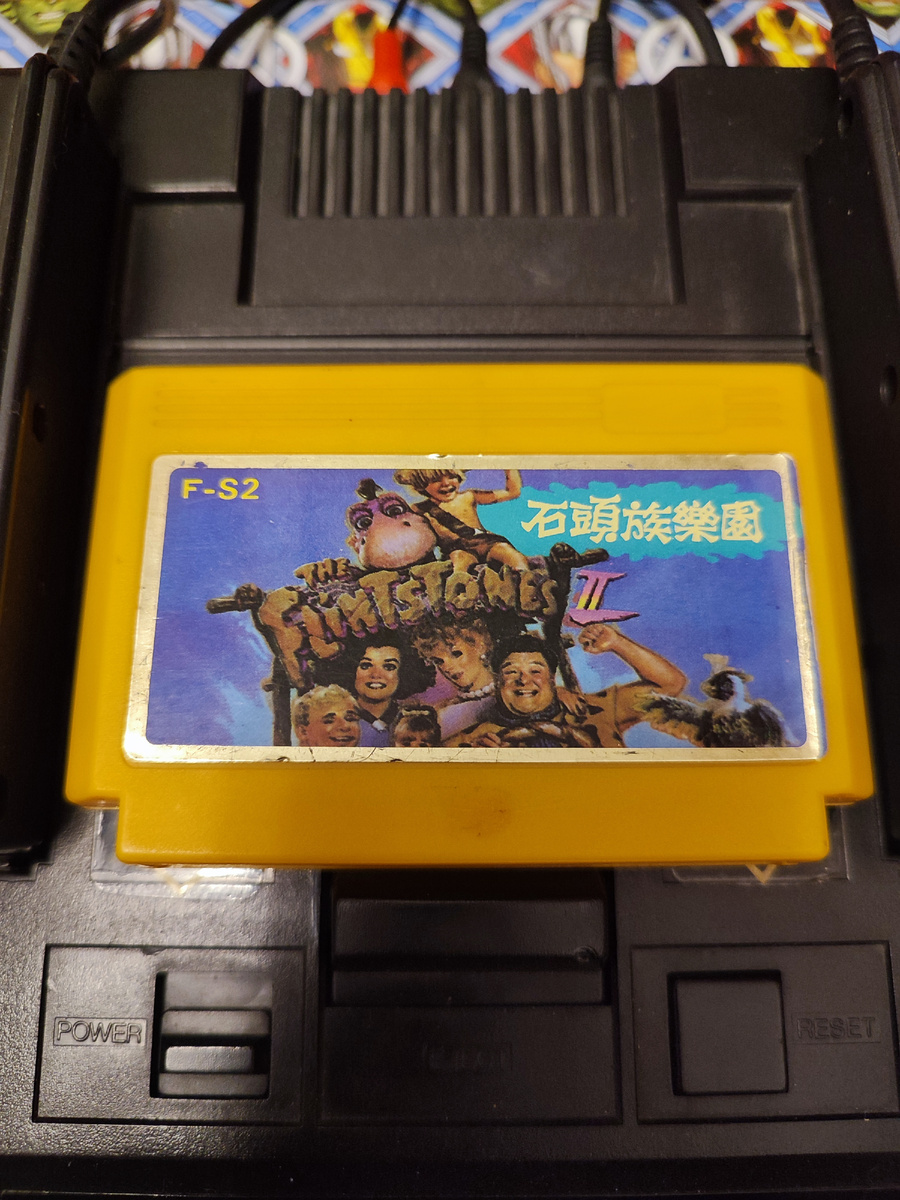 F-S2
石頭族樂園
THE
FLINTSTONES II
POWER
RESET